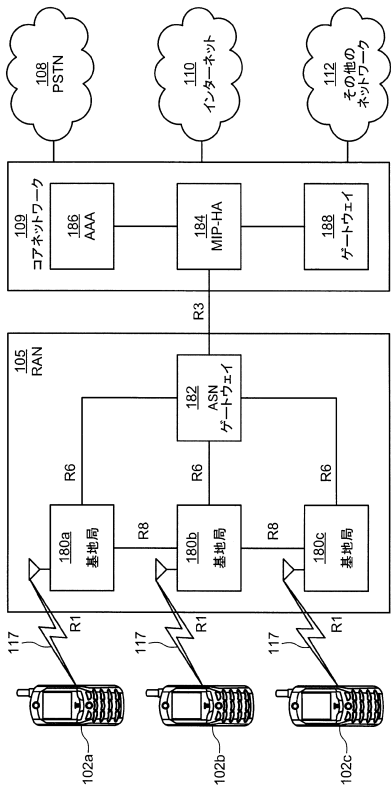 108
PSTN
110
インターネット
112
その他の
ネットワーク
109
コアネットワーク
186
AAA
184
MIP-HA
188
ゲートウェイ
R3
105
RAN
182
ASN
ゲートウェイ
R6
R6
R6
180a
基地局
R8
180b
基地局
R8
180c
基地局
117
R1
117
R1
117
R1
102a
102b
102c